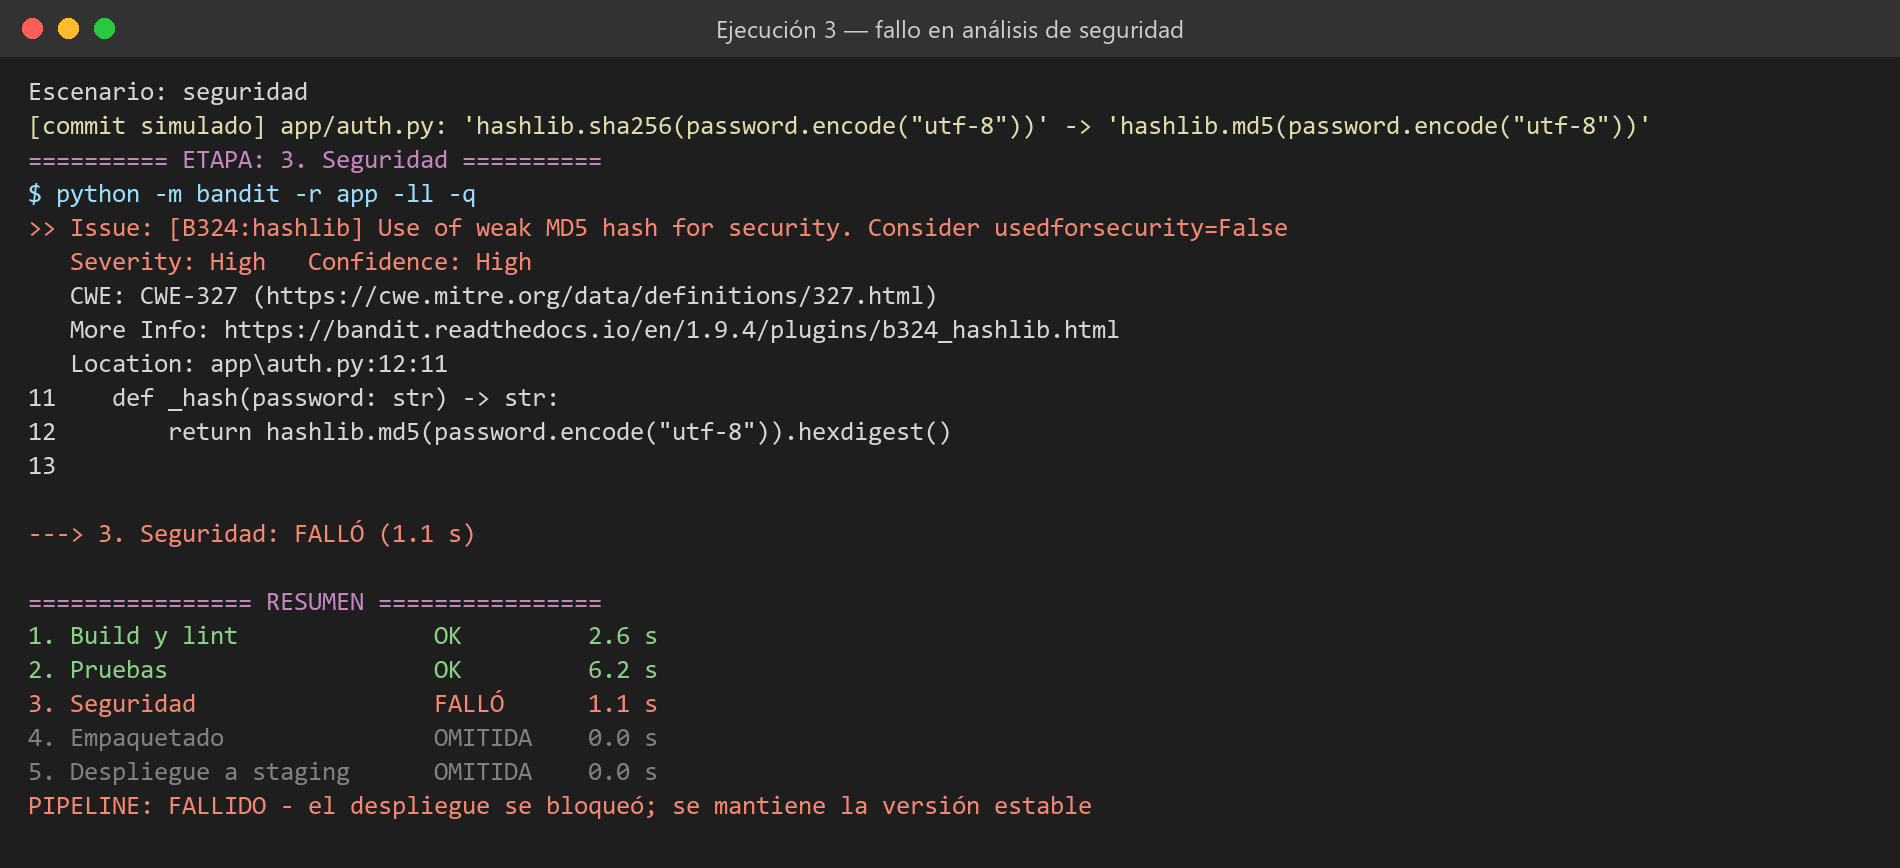 Ejecución 3 — fallo en análisis de seguridad
Escenario: seguridad
[commit simulado] app/auth.py: 'hashlib.sha256(password.encode("utf-8"))' -> 'hashlib.md5(password.encode("utf-8"))'
========== ETAPA: 3. Seguridad ==========
$ python -m bandit -r app -ll -q
>> Issue: [B324:hashlib] Use of weak MD5 hash for security. Consider usedforsecurity=False
   Severity: High   Confidence: High
   CWE: CWE-327 (https://cwe.mitre.org/data/definitions/327.html)
   More Info: https://bandit.readthedocs.io/en/1.9.4/plugins/b324_hashlib.html
   Location: app\auth.py:12:11
11    def _hash(password: str) -> str:
12        return hashlib.md5(password.encode("utf-8")).hexdigest()
13
---> 3. Seguridad: FALLÓ (1.1 s)
================ RESUMEN ================
1. Build y lint              OK         2.6 s
2. Pruebas                   OK         6.2 s
3. Seguridad                 FALLÓ      1.1 s
4. Empaquetado               OMITIDA    0.0 s
5. Despliegue a staging      OMITIDA    0.0 s
PIPELINE: FALLIDO - el despliegue se bloqueó; se mantiene la versión estable